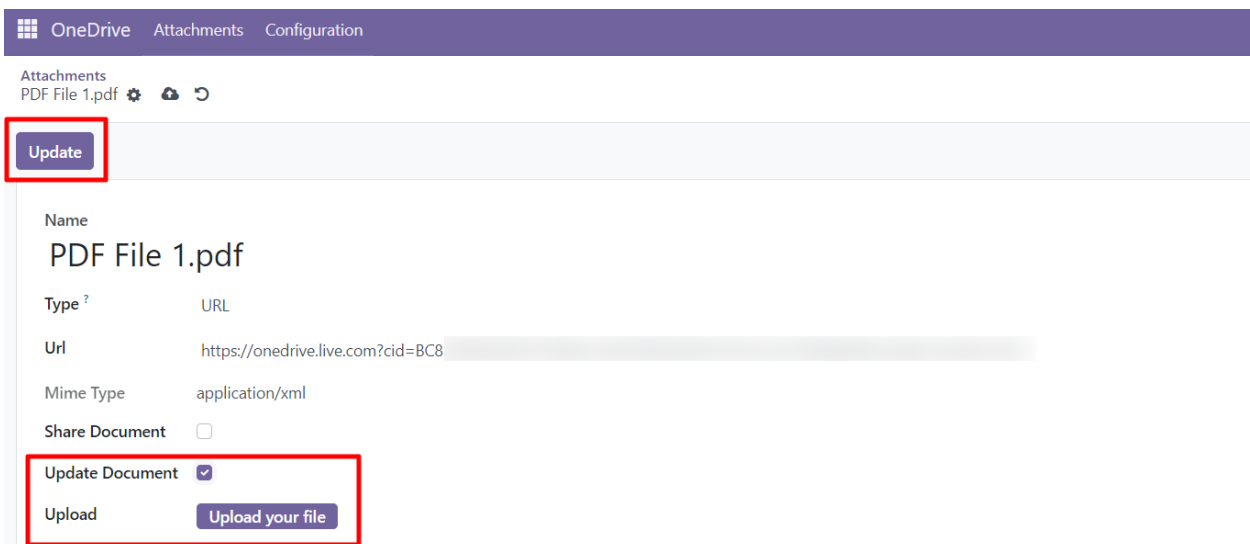 OneDrive Attachments Configuration
Attachments
PDF File 1.pdf
Update
Name
PDF File 1.pdf
Type ? URL
Url https://onedrive.live.com?cid=BC8
Mime Type application/xml
Share Document
Update Document
Upload Upload your file